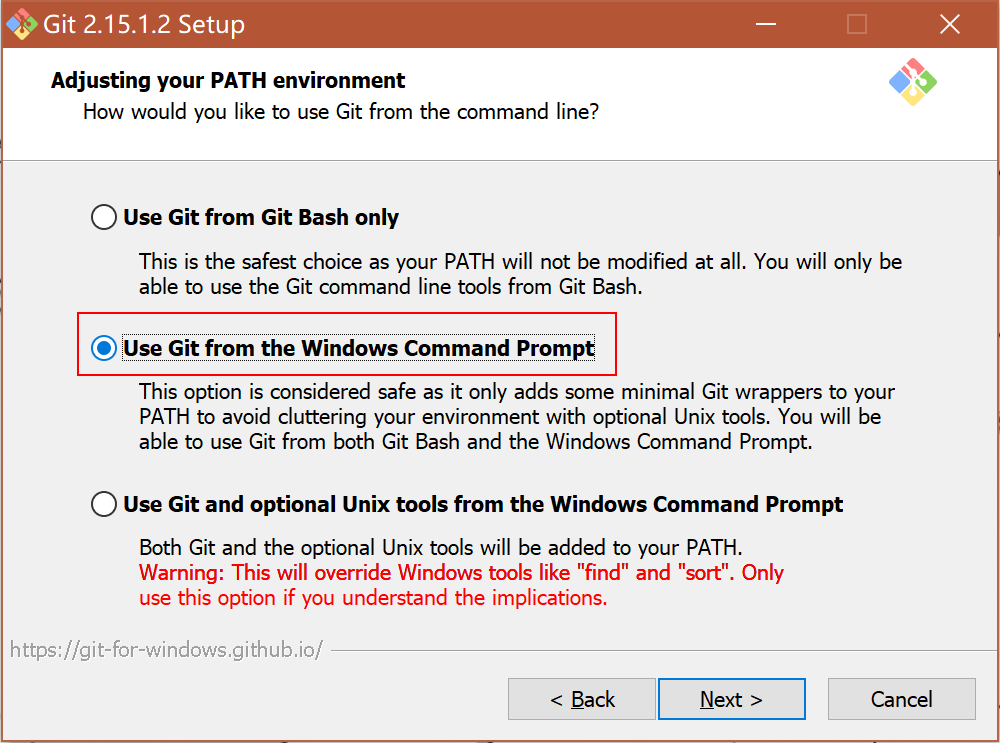 Git 2.15.1.2 Setup
Adjusting your PATH environment
How would you like to use Git from the command line?
Use Git from Git Bash only
This is the safest choice as your PATH will not be modified at all. You will only be
able to use the Git command line tools from Git Bash.
Use Git from the Windows Command Prompt
This option is considered safe as it only adds some minimal Git wrappers to your
PATH to avoid cluttering your environment with optional Unix tools. You will be
able to use Git from both Git Bash and the Windows Command Prompt.
Use Git and optional Unix tools from the Windows Command Prompt
Both Git and the optional Unix tools will be added to your PATH.
Warning: This will override Windows tools like "find" and "sort". Only
use this option if you understand the implications.
https://git-for-windows.github.io/
< Back Next > Cancel